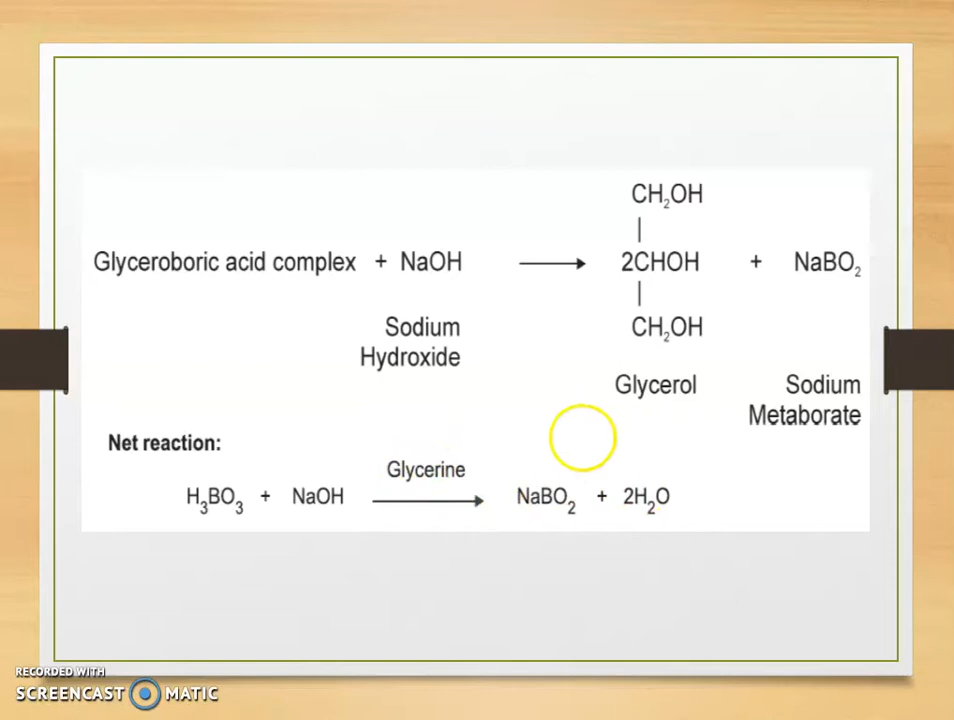 CH₂OH
|
Glyceroboric acid complex + NaOH ⟶ 2CHOH + NaBO₂
|
Sodium CH₂OH
Hydroxide
Glycerol Sodium
Metaborate
Net reaction:
Glycerine
H₃BO₃ + NaOH ⟶ NaBO₂ + 2H₂O
RECORDED WITH
SCREENCAST MATIC